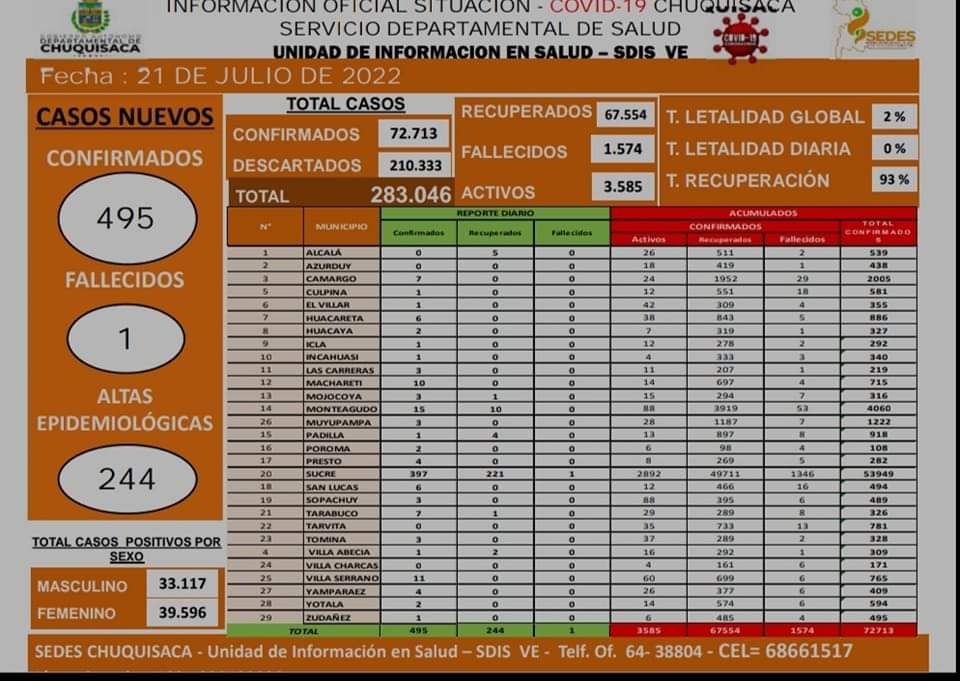 INFORMACIÓN OFICIAL SITUACIÓN - COVID-19 CHUQUISACA
SERVICIO DEPARTAMENTAL DE SALUD
UNIDAD DE INFORMACION EN SALUD – SDIS VE
CHUQUISACA
COVID-19
SEDES
Fecha : 21 DE JULIO DE 2022
CASOS NUEVOS
CONFIRMADOS
495
FALLECIDOS
1
ALTAS
EPIDEMIOLÓGICAS
244
TOTAL CASOS POSITIVOS POR
SEXO
MASCULINO 33.117
FEMENINO 39.596
TOTAL CASOS
CONFIRMADOS 72.713
DESCARTADOS 210.333
TOTAL 283.046
RECUPERADOS 67.554
FALLECIDOS 1.574
ACTIVOS 3.585
T. LETALIDAD GLOBAL 2 %
T. LETALIDAD DIARIA 0 %
T. RECUPERACIÓN 93 %
N° MUNICIPIO REPORTE DIARIO ACUMULADOS
CONFIRMADOS TOTAL CONFIRMADOS
Confirmados Recuperados Fallecidos Activos Recuperados Fallecidos
1 ALCALÁ 0 5 0 26 511 2 539
2 AZURDUY 0 0 0 18 419 1 438
3 CAMARGO 7 0 0 24 1952 29 2005
5 CULPINA 1 0 0 12 551 18 581
6 EL VILLAR 1 0 0 42 309 4 355
7 HUACARETA 6 0 0 38 843 5 886
8 HUACAYA 2 0 0 7 319 1 327
9 ICLA 1 0 0 12 278 2 292
10 INCAHUASI 1 0 0 4 333 3 340
11 LAS CARRERAS 3 0 0 11 207 1 219
12 MACHARETI 10 0 0 14 697 4 715
13 MOJOCOYA 3 1 0 15 294 7 316
14 MONTEAGUDO 15 10 0 88 3919 53 4060
26 MUYUPAMPA 3 0 0 28 1187 7 1222
15 PADILLA 1 4 0 13 897 8 918
16 POROMA 2 0 0 6 98 4 108
17 PRESTO 4 0 0 8 269 5 282
20 SUCRE 397 221 1 2892 49711 1346 53949
18 SAN LUCAS 6 0 0 12 466 16 494
19 SOPACHUY 3 0 0 88 395 6 489
21 TARABUCO 7 1 0 29 289 8 326
22 TARVITA 0 0 0 35 733 13 781
23 TOMINA 3 0 0 37 289 2 328
4 VILLA ABECIA 1 2 0 16 292 1 309
24 VILLA CHARCAS 0 0 0 4 161 6 171
25 VILLA SERRANO 11 0 0 60 699 6 765
27 YAMPARAEZ 4 0 0 26 377 6 409
28 YOTALA 2 0 0 14 574 6 594
29 ZUDAÑEZ 1 0 0 6 485 4 495
TOTAL 495 244 1 3585 67554 1574 72713
SEDES CHUQUISACA - Unidad de Información en Salud – SDIS VE - Telf. Of. 64- 38804 - CEL= 68661517